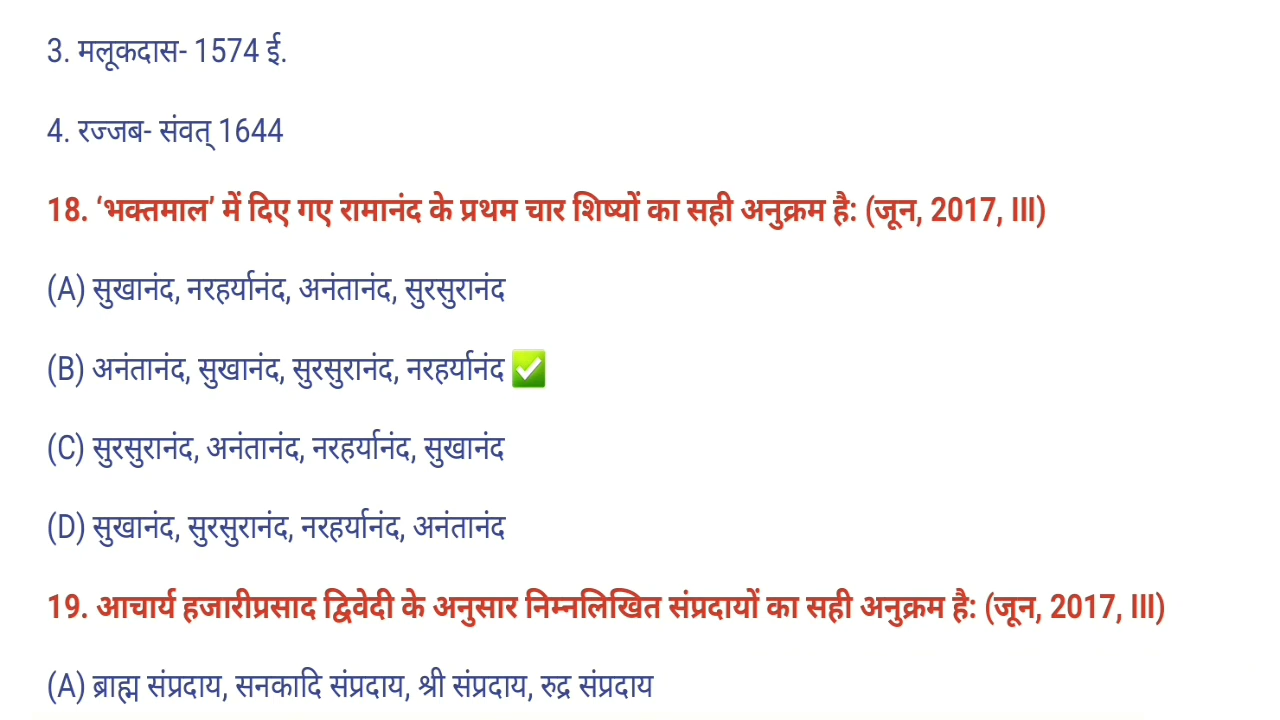 3. मलूकदास- 1574 ई.
4. रज्जब- संवत् 1644
18. ‘भक्तमाल’ में दिए गए रामानंद के प्रथम चार शिष्यों का सही अनुक्रम है: (जून, 2017, III)
(A) सुखानंद, नरहर्यानंद, अनंतानंद, सुरसुरानंद
(B) अनंतानंद, सुखानंद, सुरसुरानंद, नरहर्यानंद ✅
(C) सुरसुरानंद, अनंतानंद, नरहर्यानंद, सुखानंद
(D) सुखानंद, सुरसुरानंद, नरहर्यानंद, अनंतानंद
19. आचार्य हजारीप्रसाद द्विवेदी के अनुसार निम्नलिखित संप्रदायों का सही अनुक्रम है: (जून, 2017, III)
(A) ब्राह्म संप्रदाय, सनकादि संप्रदाय, श्री संप्रदाय, रुद्र संप्रदाय